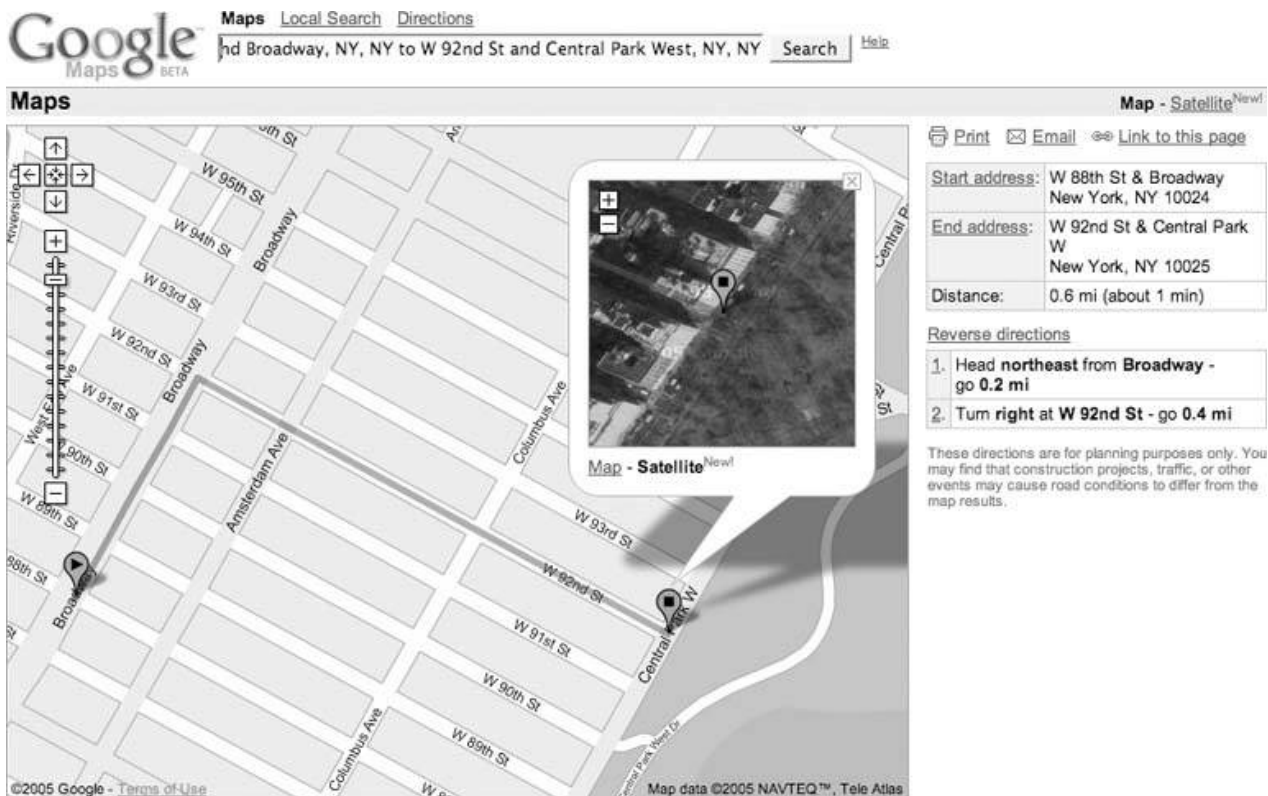 Google
Maps BETA
Maps Local Search Directions
nd Broadway, NY, NY to W 92nd St and Central Park West, NY, NY
Search
Help
Maps
Map - Satellite New!
Print Email Link to this page
Start address: W 88th St & Broadway
New York, NY 10024
End address: W 92nd St & Central Park
W
New York, NY 10025
Distance: 0.6 mi (about 1 min)
Reverse directions
1. Head northeast from Broadway -
go 0.2 mi
2. Turn right at W 92nd St - go 0.4 mi
These directions are for planning purposes only. You
may find that construction projects, traffic, or other
events may cause road conditions to differ from the
map results.
Riverside Dr
W 95th St
W 94th St
W 93rd St
W 92nd St
W 91st St
90th St
W 89th St
88th St
Broadway
Broadway
Broadway
Amsterdam Ave
Columbus Ave
Columbus Ave
Map - Satellite New!
W 93rd St
W 92nd St
W 91st St
W 90th St
W 89th St
Central Park W
St
©2005 Google - Terms of Use
Map data ©2005 NAVTEQ™, Tele Atlas